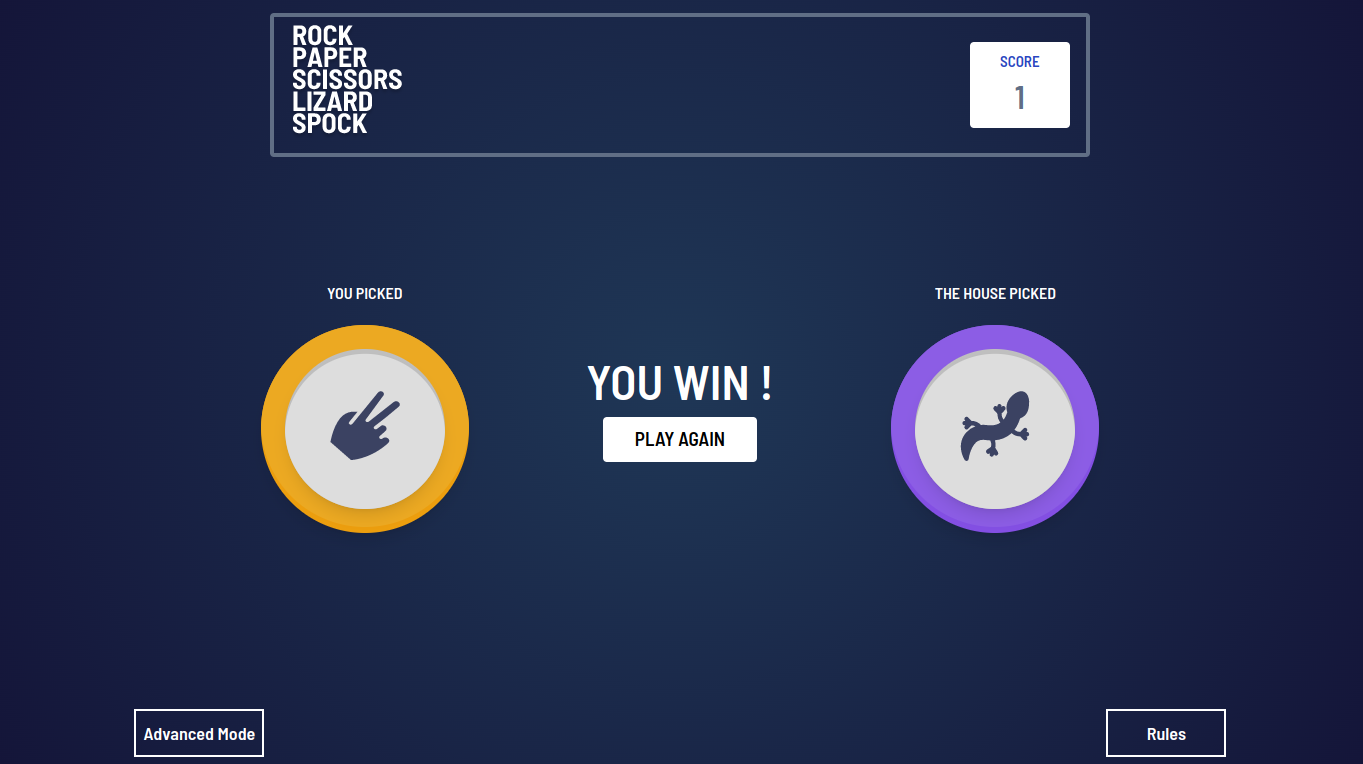 ROCK
PAPER
SCISSORS
LIZARD
SPOCK
SCORE
1
YOU PICKED
THE HOUSE PICKED
YOU WIN !
PLAY AGAIN
Advanced Mode
Rules